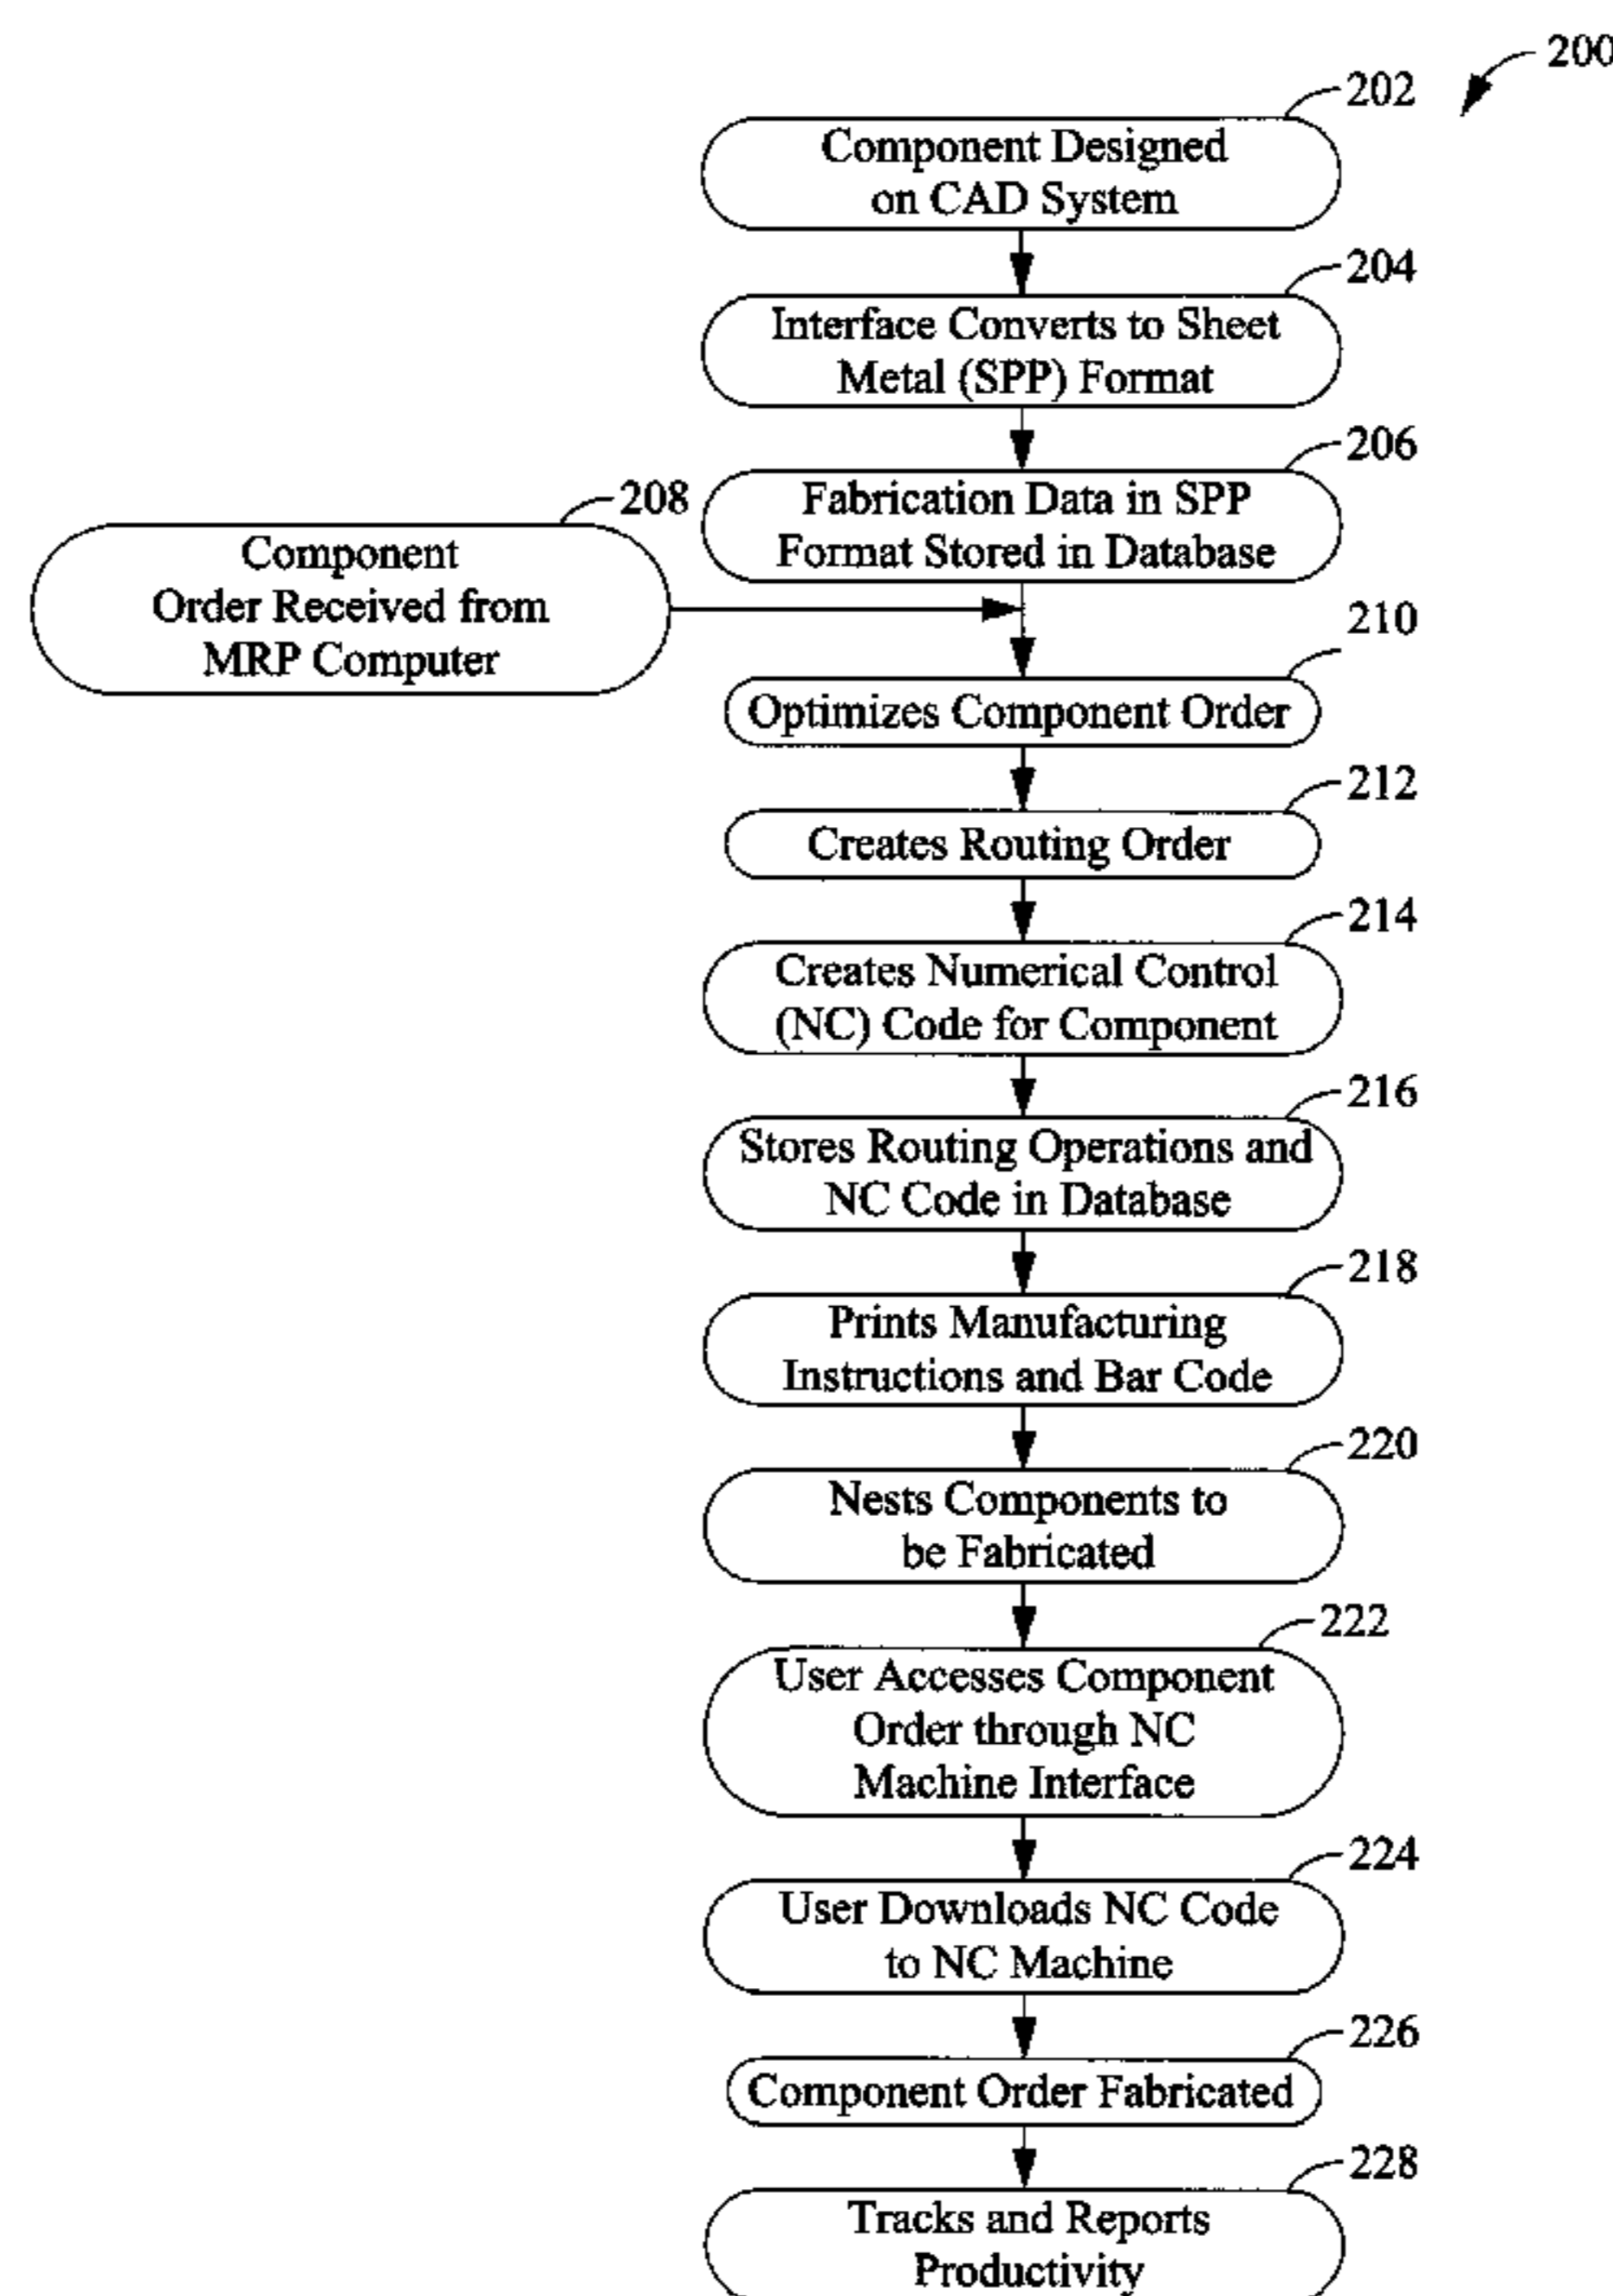 200
202
Component Designed
on CAD System
204
Interface Converts to Sheet
Metal (SPP) Format
206
Fabrication Data in SPP
Format Stored in Database
208
Component
Order Received from
MRP Computer
210
Optimizes Component Order
212
Creates Routing Order
214
Creates Numerical Control
(NC) Code for Component
216
Stores Routing Operations and
NC Code in Database
218
Prints Manufacturing
Instructions and Bar Code
220
Nests Components to
be Fabricated
222
User Accesses Component
Order through NC
Machine Interface
224
User Downloads NC Code
to NC Machine
226
Component Order Fabricated
228
Tracks and Reports
Productivity